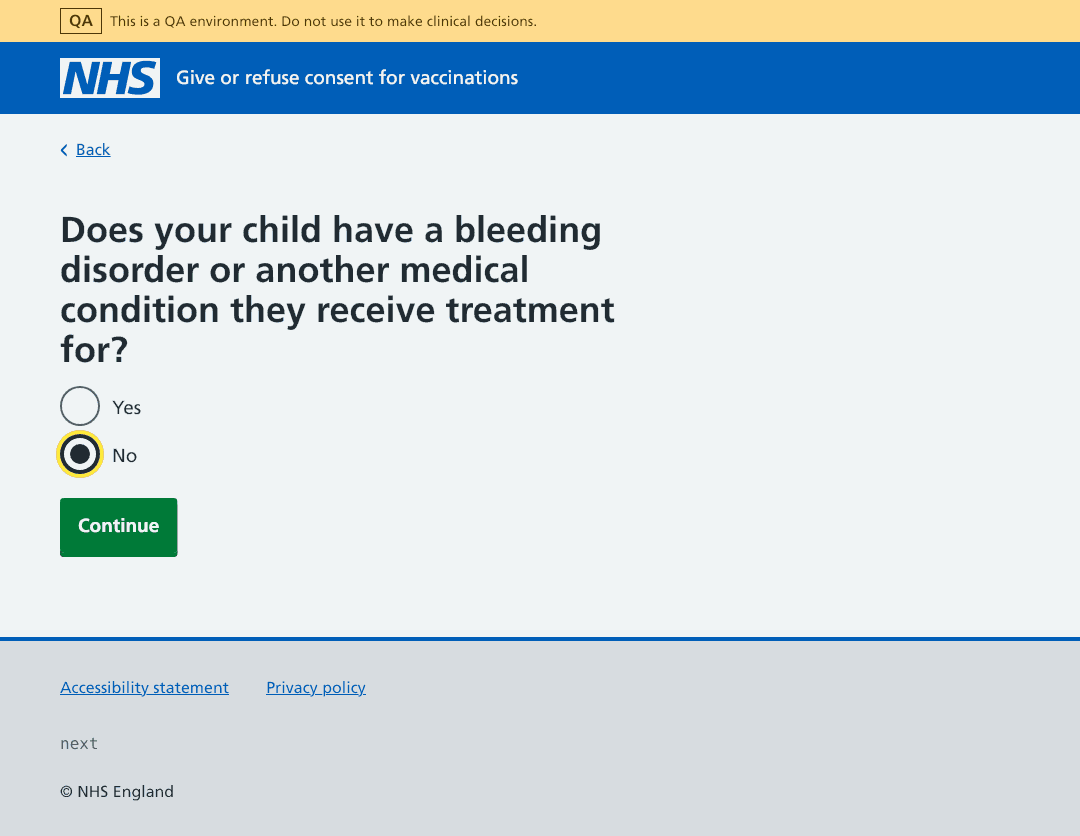 QA This is a QA environment. Do not use it to make clinical decisions.
NHS Give or refuse consent for vaccinations
Back
Does your child have a bleeding
disorder or another medical
condition they receive treatment
for?
Yes
No
Continue
Accessibility statement Privacy policy
next
© NHS England